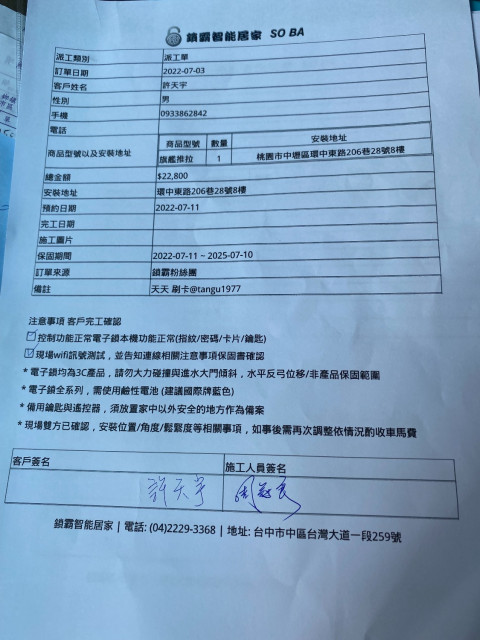 鎖霸智能居家 SO BA
派工類別 派工單
訂單日期 2022-07-03
客戶姓名 許天宇
性別 男
手機 0933862842
電話
商品型號以及安裝地址 商品型號 數量 安裝地址
旗艦推拉 1 桃園市中壢區環中東路206巷28號8樓
總金額 $22,800
安裝地址 環中東路206巷28號8樓
預約日期 2022-07-11
完工日期
施工圖片
保固期間 2022-07-11 ~ 2025-07-10
訂單來源 鎖霸粉絲團
備註 天天 刷卡@tangu1977
注意事項 客戶完工確認
控制功能正常電子鎖本機功能正常(指紋/密碼/卡片/鑰匙)
現場wifi訊號測試，並告知連線相關注意事項保固書確認
* 電子鎖均為3C產品，請勿大力碰撞與進水大門傾斜，水平反弓位移/非產品保固範圍
* 電子鎖全系列，需使用鹼性電池 (建議國際牌藍色)
* 備用鑰匙與遙控器，須放置家中以外安全的地方作為備案
* 現場雙方已確認，安裝位置/角度/鬆緊度等相關事項，如事後需再次調整依情況酌收車馬費
客戶簽名 施工人員簽名
許天宇
鎖霸智能居家 | 電話: (04)2229-3368 | 地址: 台中市中區台灣大道一段259號